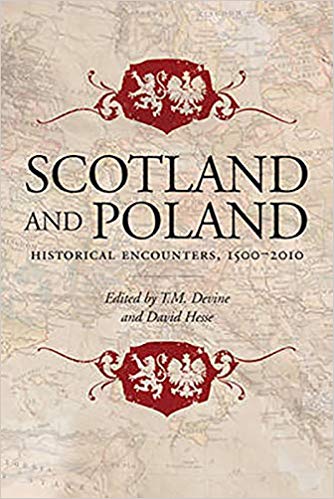 SCOTLAND
AND POLAND
HISTORICAL ENCOUNTERS, 1500–2010
Edited by T.M. Devine
and David Hesse